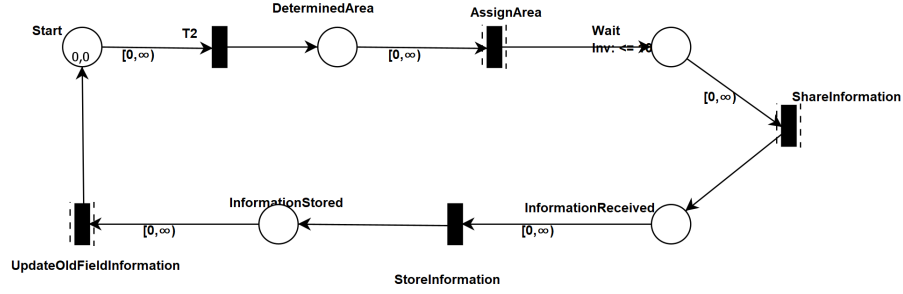 DeterminedArea
AssignArea
Start
T2
Wait
0,0
[0,∞)
[0,∞)
Inv: <=
[0,∞)
ShareInformation
InformationStored
InformationReceived
[0,∞)
[0,∞)
UpdateOldFieldInformation
StoreInformation